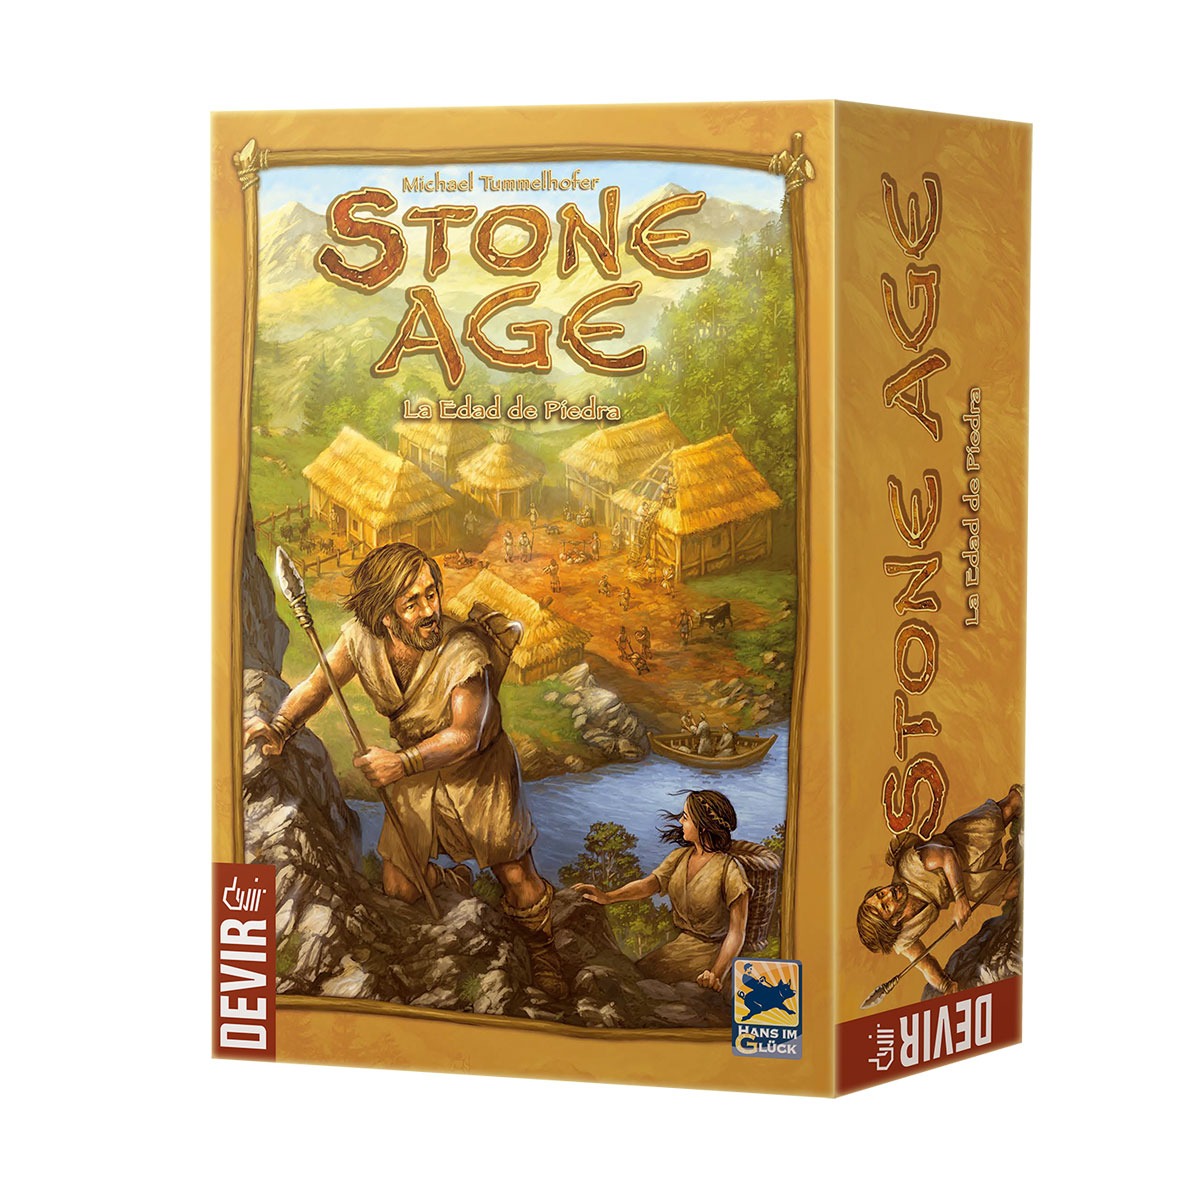 Michael Tummelhofer
STONE
AGE
La Edad de Piedra
DEVIR
HANS IM
GLÜCK
STONE AGE
La Edad de Piedra
DEVIR